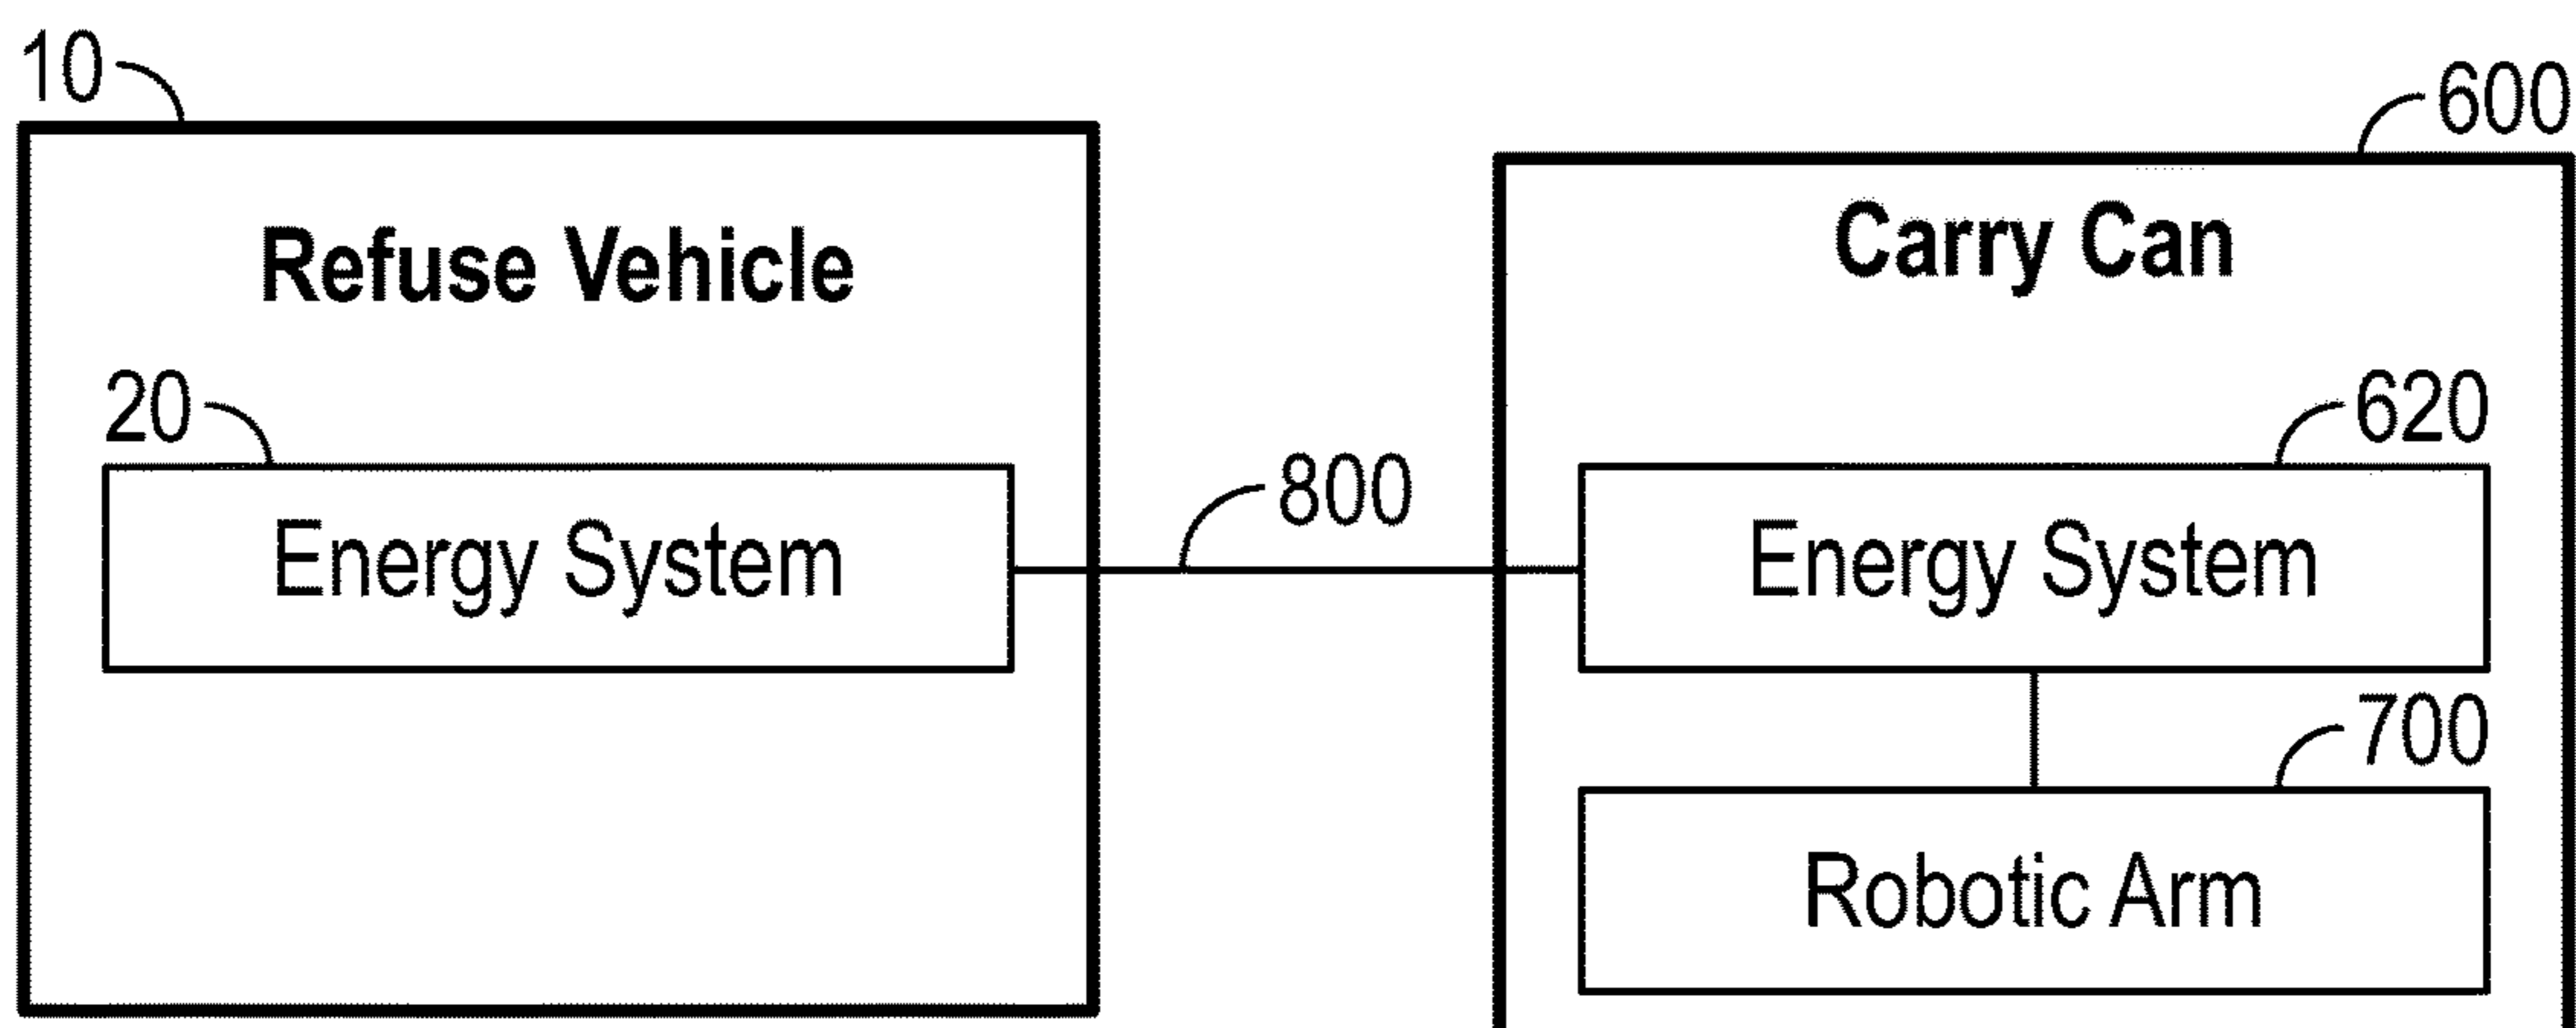 10
600
Refuse Vehicle
Carry Can
20
620
800
Energy System
Energy System
700
Robotic Arm